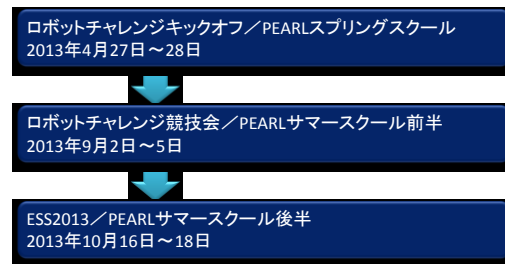 ロボットチャレンジキックオフ／PEARLスプリングスクール
2013年4月27日～28日
ロボットチャレンジ競技会／PEARLサマースクール前半
2013年9月2日～5日
ESS2013／PEARLサマースクール後半
2013年10月16日～18日